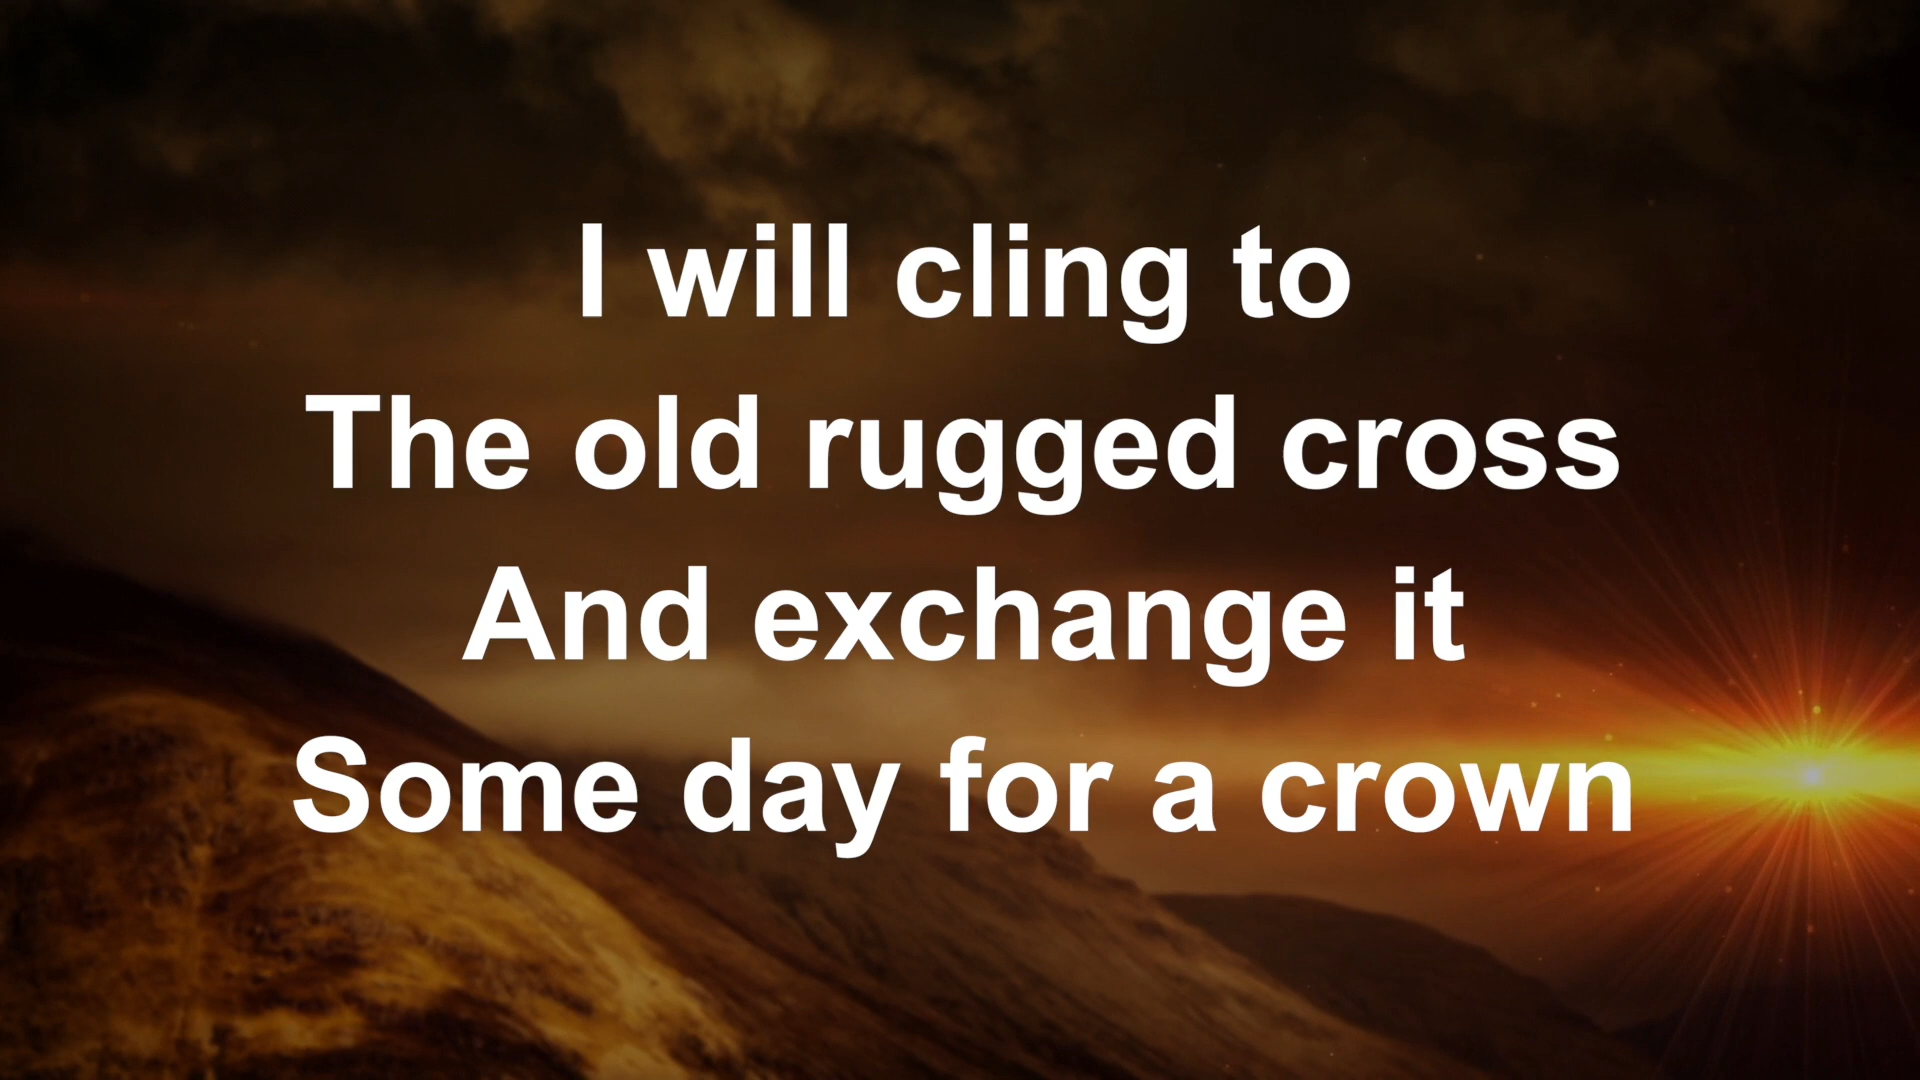 I will cling to
The old rugged cross
And exchange it
Some day for a crown